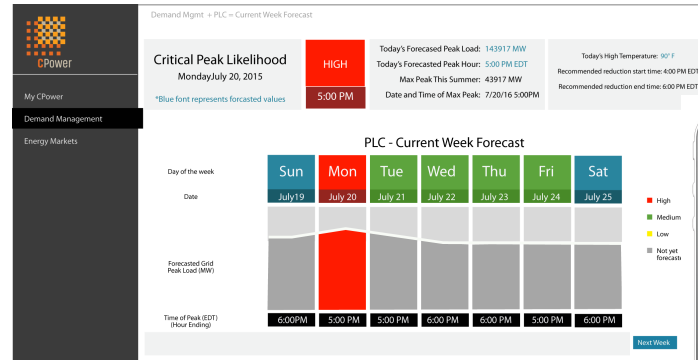 Demand Mgmt + PLC = Current Week Forecast
CPower
My CPower
Demand Management
Energy Markets
Critical Peak Likelihood
MondayJuly 20, 2015
*Blue font represents forcasted values
HIGH
5:00 PM
Today's Forecased Peak Load: 143917 MW
Today's Forecasted Peak Hour: 5:00 PM EDT
Max Peak This Summer: 43917 MW
Date and Time of Max Peak: 7/20/16 5:00PM
Today's High Temperature: 90° F
Recommended reduction start time: 4:00 PM EDT
Recommended reduction end time: 6:00 PM EDT
PLC - Current Week Forecast
Day of the week
Sun Mon Tue Wed Thu Fri Sat
Date
July19 July 20 July 21 July 22 July 23 July 24 July 25
High
Medium
Low
Not yet
forecaste
Forecasted Grid
Peak Load (MW)
Time of Peak (EDT)
(Hour Ending)
6:00PM 5:00 PM 5:00 PM 6:00 PM 6:00 PM 5:00 PM 6:00 PM
Next Week